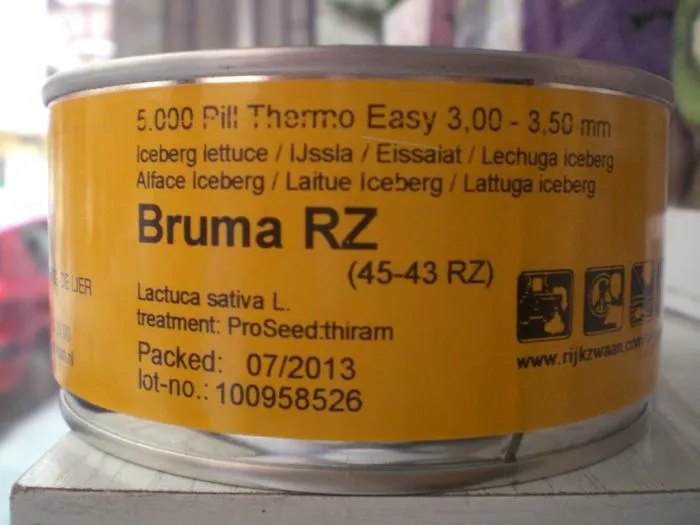 5.000 Pill Thermo Easy 3,00 - 3,50 mm
Iceberg lettuce / IJssla / Eissalat / Lechuga iceberg
Alface Iceberg / Laitue Iceberg / Lattuga iceberg
Bruma RZ
(45-43 RZ)
DE LIER
Lactuca sativa L.
treatment: ProSeed:thiram
Packed: 07/2013
lot-no.: 100958526
www.rijkzwaan.com